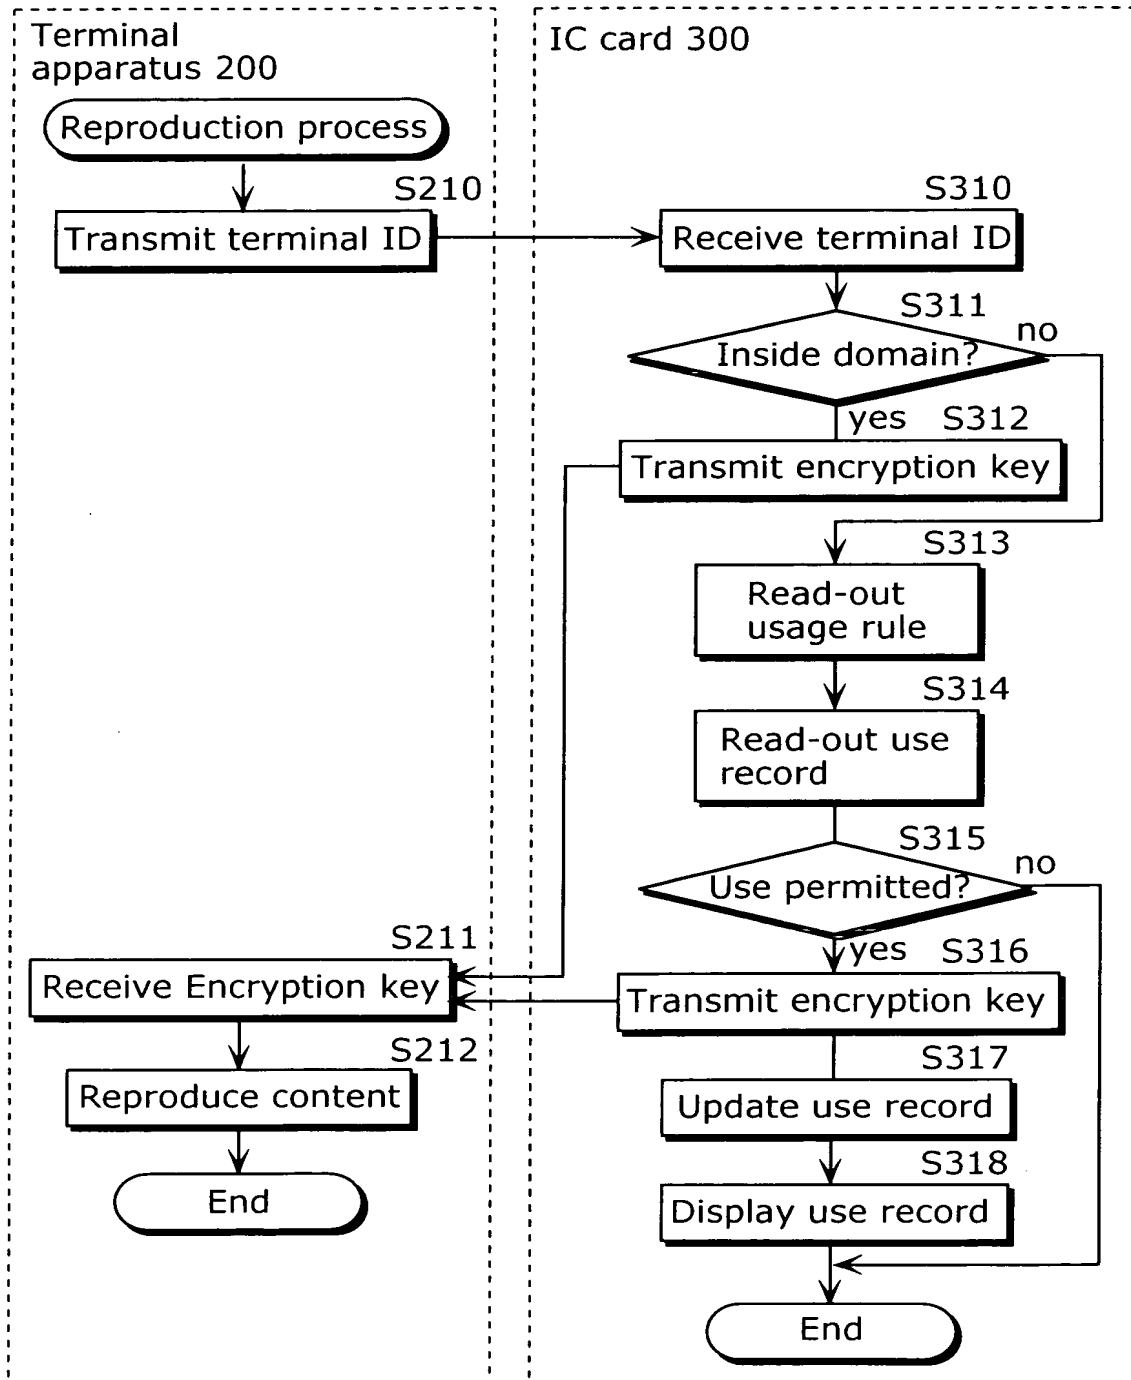 Terminal
apparatus 200
IC card 300
Reproduction process
S210
Transmit terminal ID
S310
Receive terminal ID
S311
Inside domain?
no
yes
S312
Transmit encryption key
S313
Read-out
usage rule
S314
Read-out use
record
S315
Use permitted?
no
yes
S316
Transmit encryption key
S211
Receive Encryption key
S212
Reproduce content
End
S317
Update use record
S318
Display use record
End